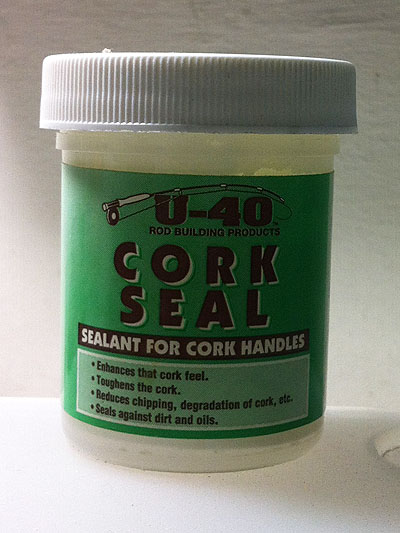 U-40™
ROD BUILDING PRODUCTS
CORK
SEAL
SEALANT FOR CORK HANDLES
• Enhances that cork feel.
• Toughens the cork.
• Reduces chipping, degradation of cork, etc.
• Seals against dirt and oils.